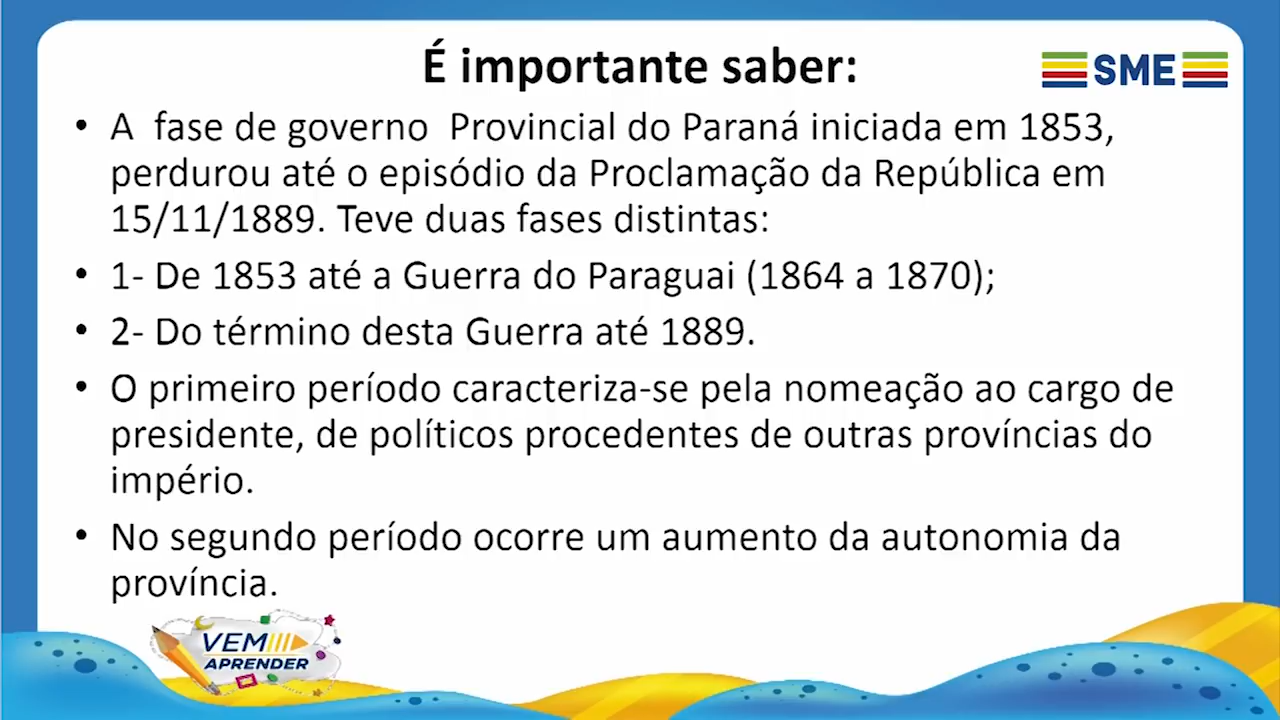 É importante saber:
SME
• A fase de governo Provincial do Paraná iniciada em 1853,
perdurou até o episódio da Proclamação da República em
15/11/1889. Teve duas fases distintas:
• 1- De 1853 até a Guerra do Paraguai (1864 a 1870);
• 2- Do término desta Guerra até 1889.
• O primeiro período caracteriza-se pela nomeação ao cargo de
presidente, de políticos procedentes de outras províncias do
império.
• No segundo período ocorre um aumento da autonomia da
província.
VEM
APRENDER